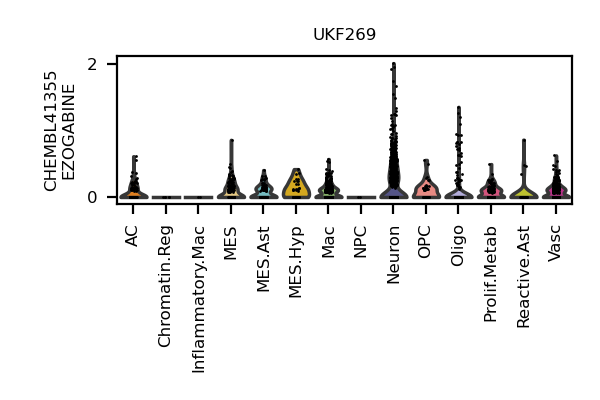 UKF269
CHEMBL41355
EZOGABINE
2
0
AC
Chromatin.Reg
Inflammatory.Mac
MES
MES.Ast
MES.Hyp
Mac
NPC
Neuron
OPC
Oligo
Prolif.Metab
Reactive.Ast
Vasc